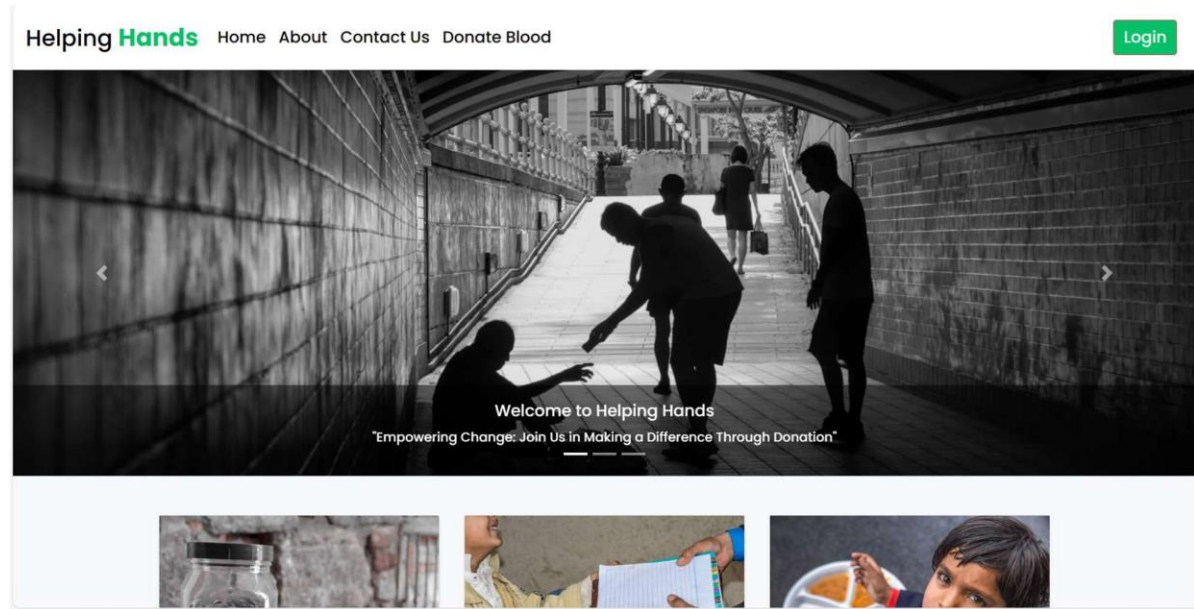 Helping Hands Home About Contact Us Donate Blood Login
Welcome to Helping Hands
"Empowering Change: Join Us in Making a Difference Through Donation"